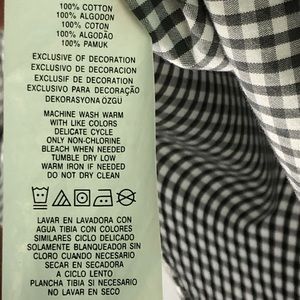 100% COTTON
100% ALGODON
100% COTON
100% ALGODÃO
100% PAMUK
EXCLUSIVE OF DECORATION
EXCLUSIVO DE DECORACION
EXCLUSIF DE DECORATION
EXCLUSIVO PARA DECORAÇÃO
DEKORASYONA OZGU
MACHINE WASH WARM
WITH LIKE COLORS
DELICATE CYCLE
ONLY NON-CHLORINE
BLEACH WHEN NEEDED
TUMBLE DRY LOW
WARM IRON IF NEEDED
DO NOT DRY CLEAN
LAVAR EN LAVADORA CON
AGUA TIBIA CON COLORES
SIMILARES CICLO DELICADO
SOLAMENTE BLANQUEADOR SIN
CLORO CUANDO NECESARIO
SECAR EN SECADORA
A CICLO LENTO
PLANCHA TIBIA SI NECESARIO
NO LAVAR EN SECO